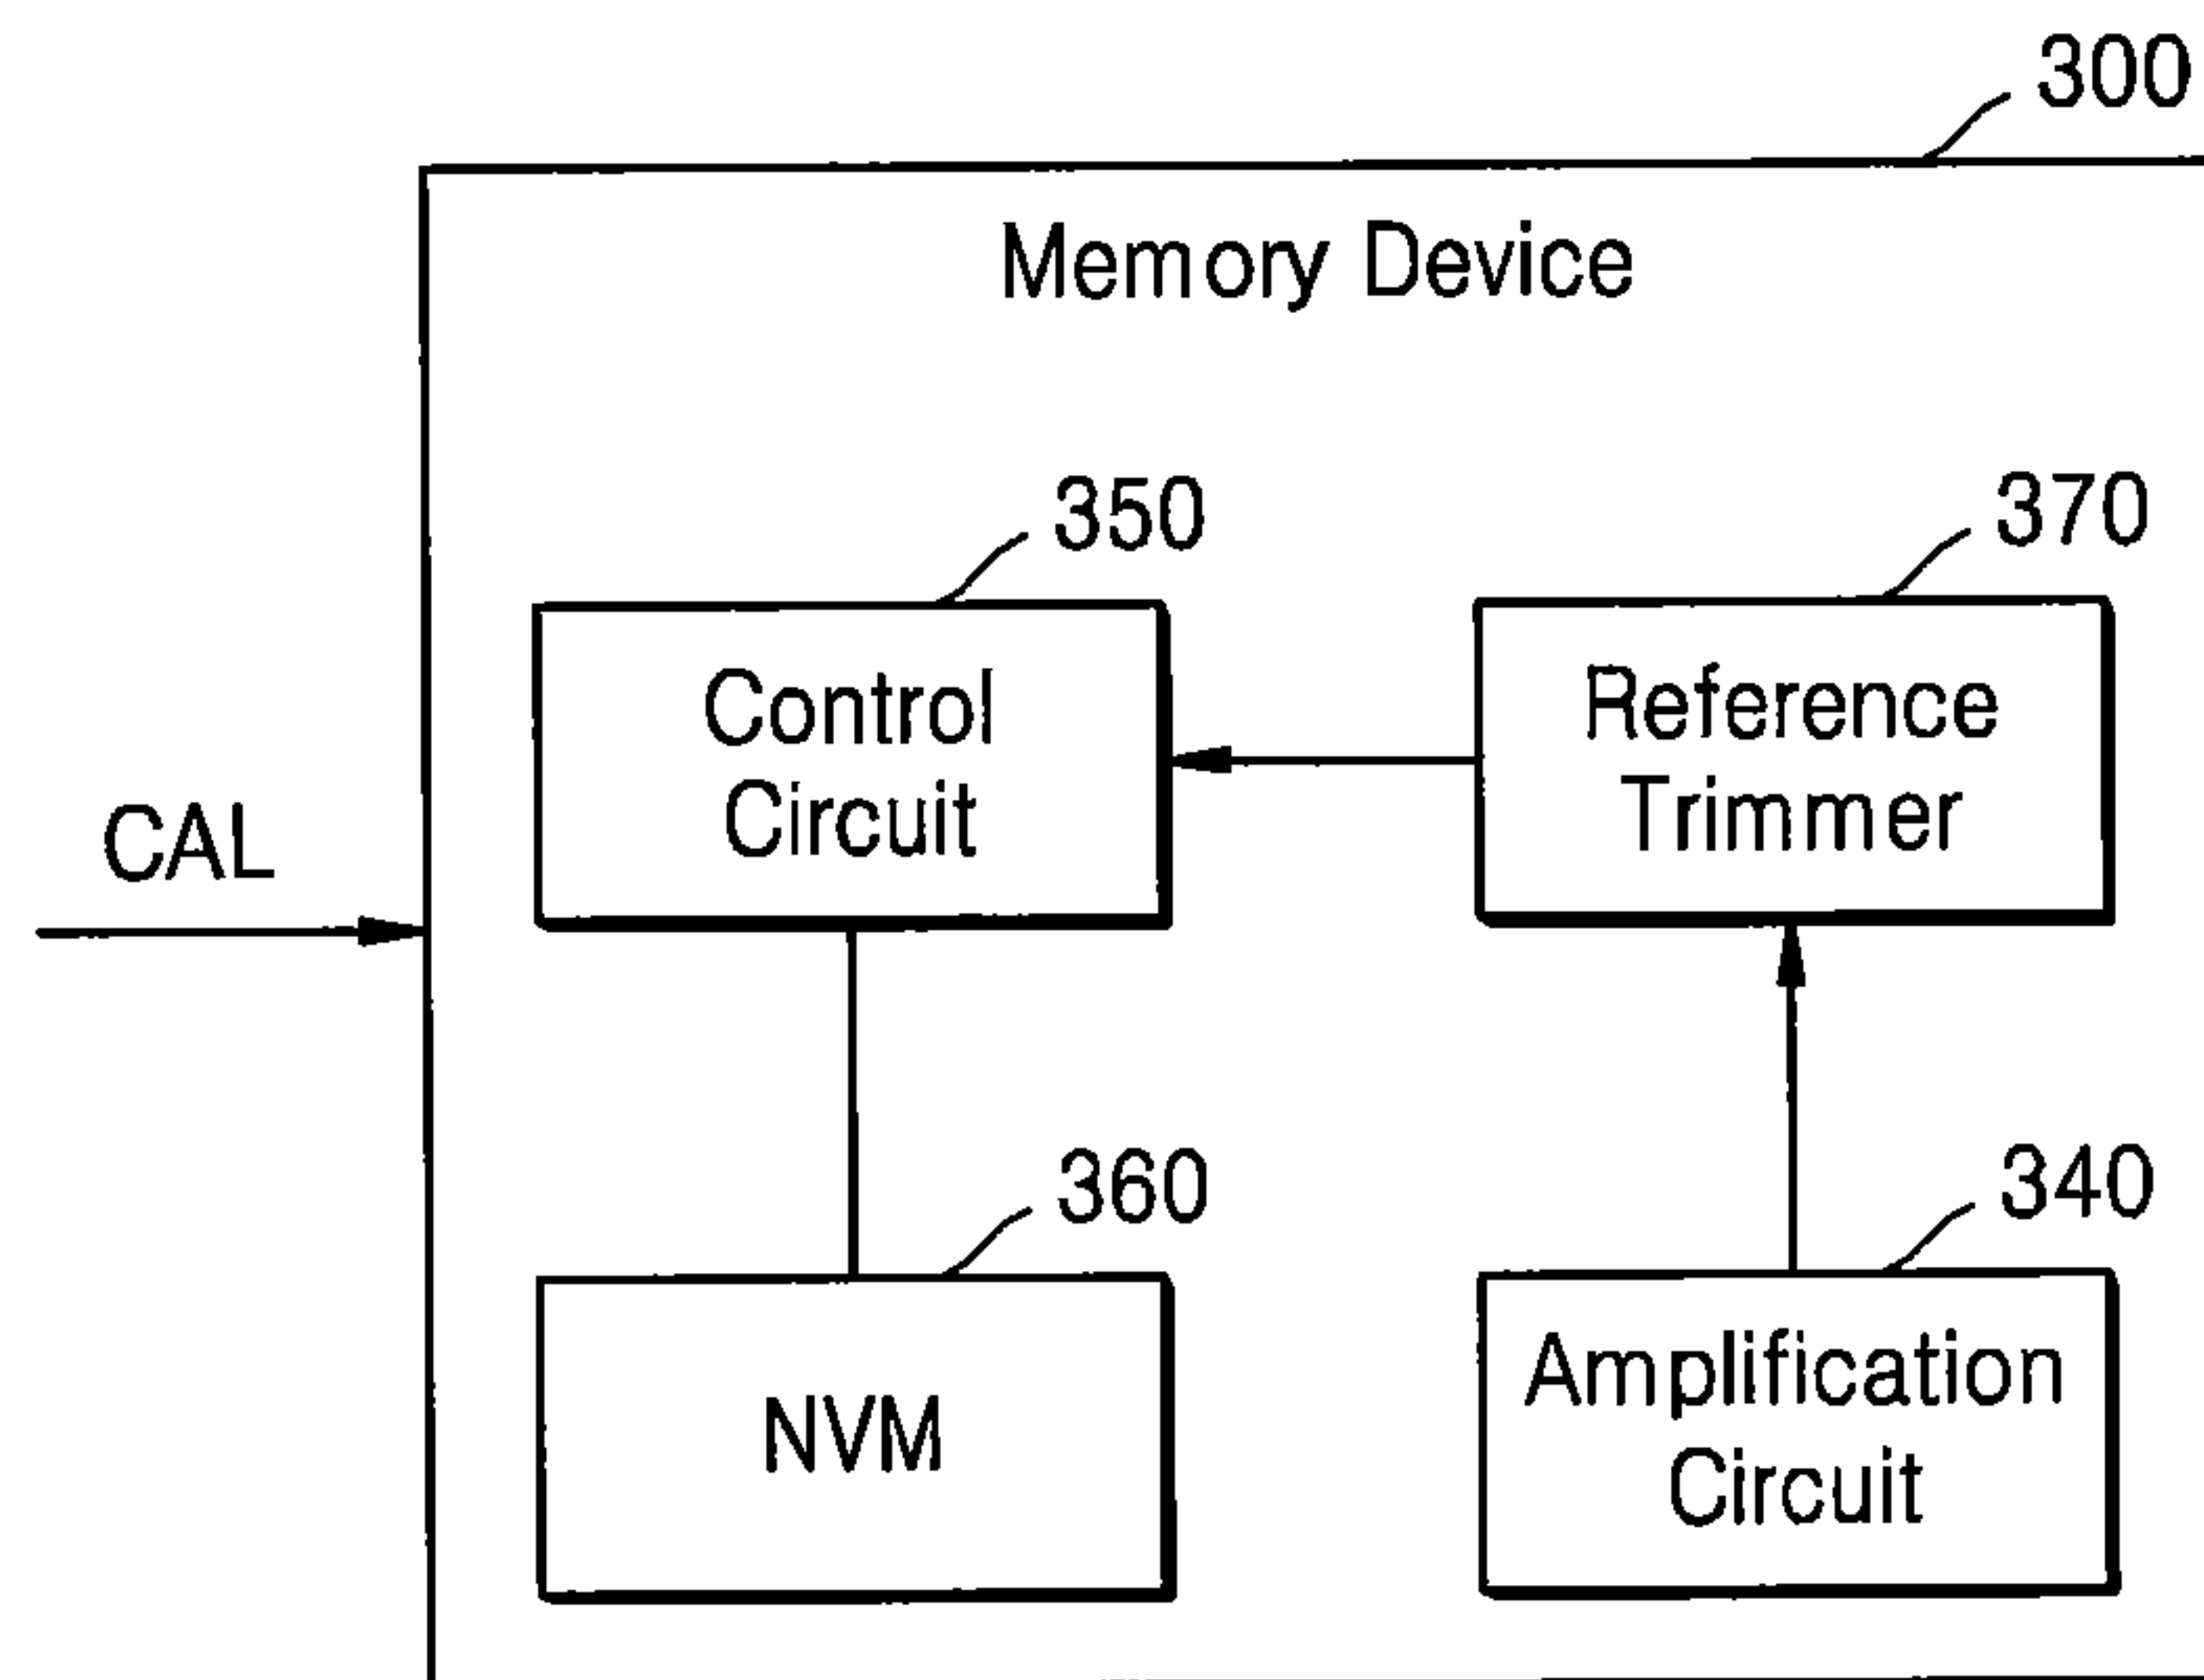 300
Memory Device
350
370
Control
Circuit
Reference
Trimmer
CAL
360
340
NVM
Amplification
Circuit